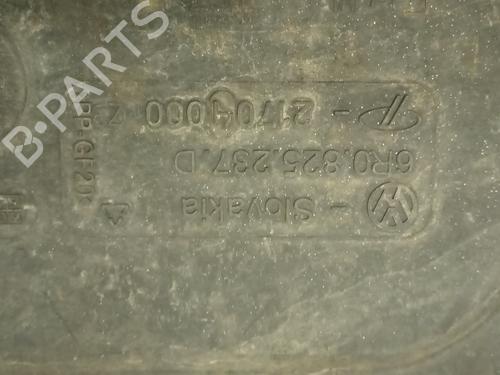 B-PARTS
- Slovakia
6R0.825.237.D
- 21704000
PP-GF20